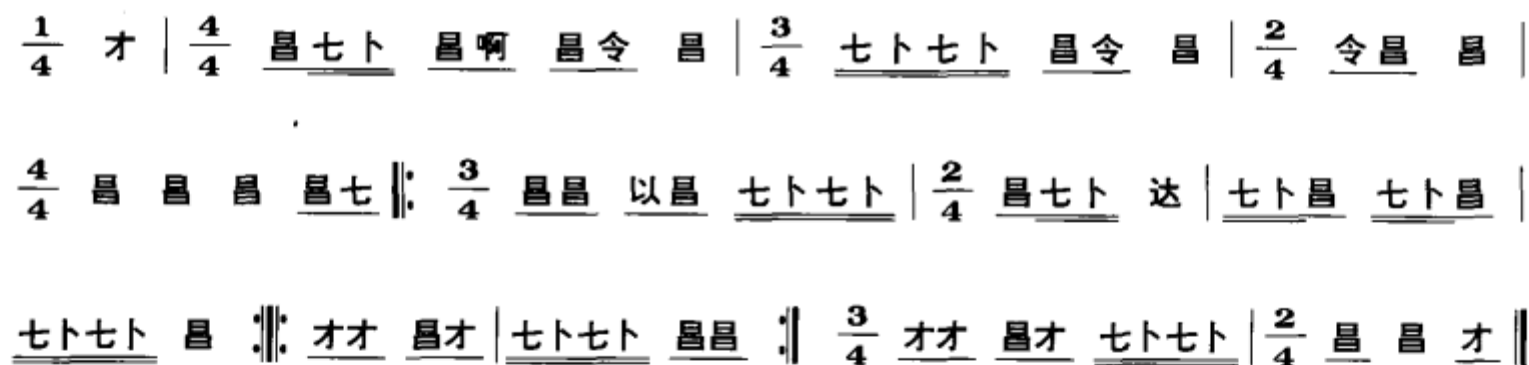 1/4 才 | 4/4 昌七卜 昌啊 昌令 昌 | 3/4 七卜七卜 昌令 昌 | 2/4 令昌 昌 |
4/4 昌 昌 昌 昌七 ‖: 3/4 昌昌 以昌 七卜七卜 | 2/4 昌七卜 达 | 七卜昌 七卜昌 |
七卜七卜 昌 :‖: 才才 昌才 | 七卜七卜 昌昌 :‖ 3/4 才才 昌才 七卜七卜 | 2/4 昌 昌 才 ‖